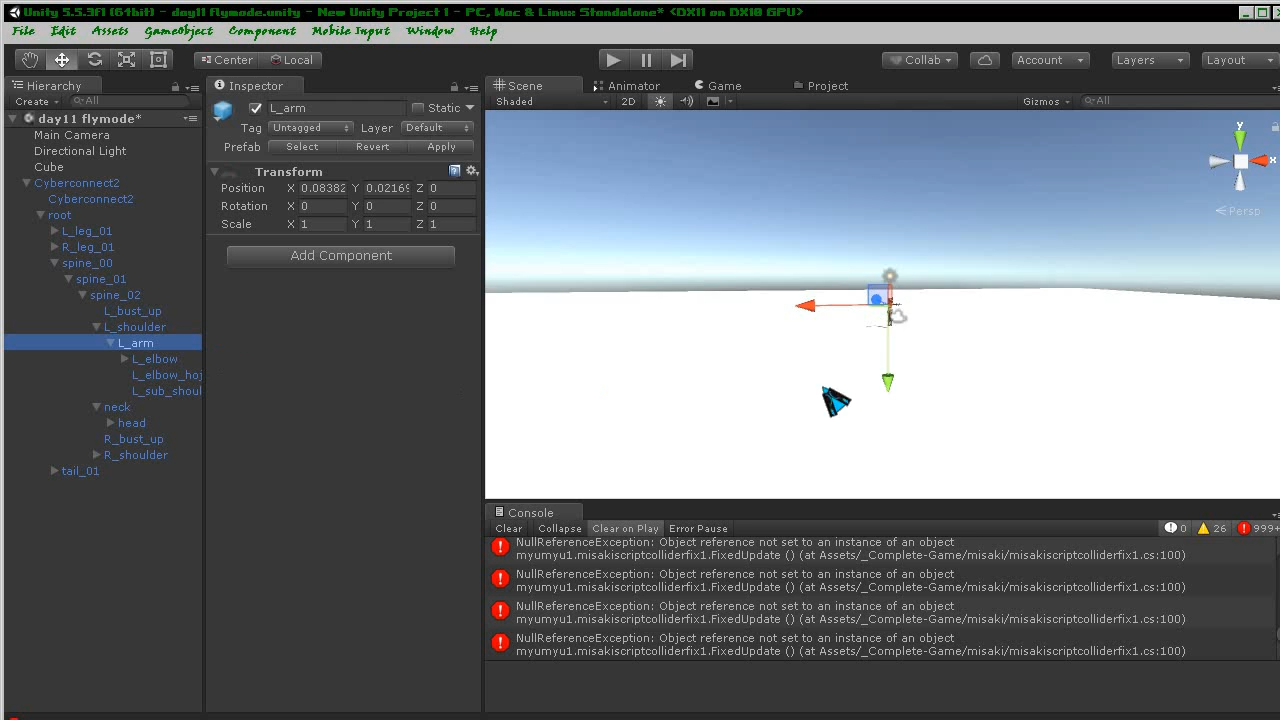 Unity 5.5.3f1 (64bit) - day11 flymode.unity - New Unity Project 1 - PC, Mac & Linux Standalone* <DX11 on DX10 GPU>
File Edit Assets GameObject Component Mobile Input Window Help
Center Local Collab Account Layers Layout
Hierarchy
Create All
day11 flymode*
Main Camera
Directional Light
Cube
Cyberconnect2
Cyberconnect2
root
L_leg_01
R_leg_01
spine_00
spine_01
spine_02
L_bust_up
L_shoulder
L_arm
L_elbow
L_elbow_hoj
L_sub_shoul
neck
head
R_bust_up
R_shoulder
tail_01
Inspector
L_arm Static
Tag Untagged Layer Default
Prefab Select Revert Apply
Transform
Position X 0.08382 Y 0.02169 Z 0
Rotation X 0 Y 0 Z 0
Scale X 1 Y 1 Z 1
Add Component
Scene Animator Game Project
Shaded 2D Gizmos All
y
x
Persp
Console
Clear Collapse Clear on Play Error Pause 0 26 999+
NullReferenceException: Object reference not set to an instance of an object
myumyu1.misakiscriptcolliderfix1.FixedUpdate () (at Assets/_Complete-Game/misaki/misakiscriptcolliderfix1.cs:100)
NullReferenceException: Object reference not set to an instance of an object
myumyu1.misakiscriptcolliderfix1.FixedUpdate () (at Assets/_Complete-Game/misaki/misakiscriptcolliderfix1.cs:100)
NullReferenceException: Object reference not set to an instance of an object
myumyu1.misakiscriptcolliderfix1.FixedUpdate () (at Assets/_Complete-Game/misaki/misakiscriptcolliderfix1.cs:100)
NullReferenceException: Object reference not set to an instance of an object
myumyu1.misakiscriptcolliderfix1.FixedUpdate () (at Assets/_Complete-Game/misaki/misakiscriptcolliderfix1.cs:100)